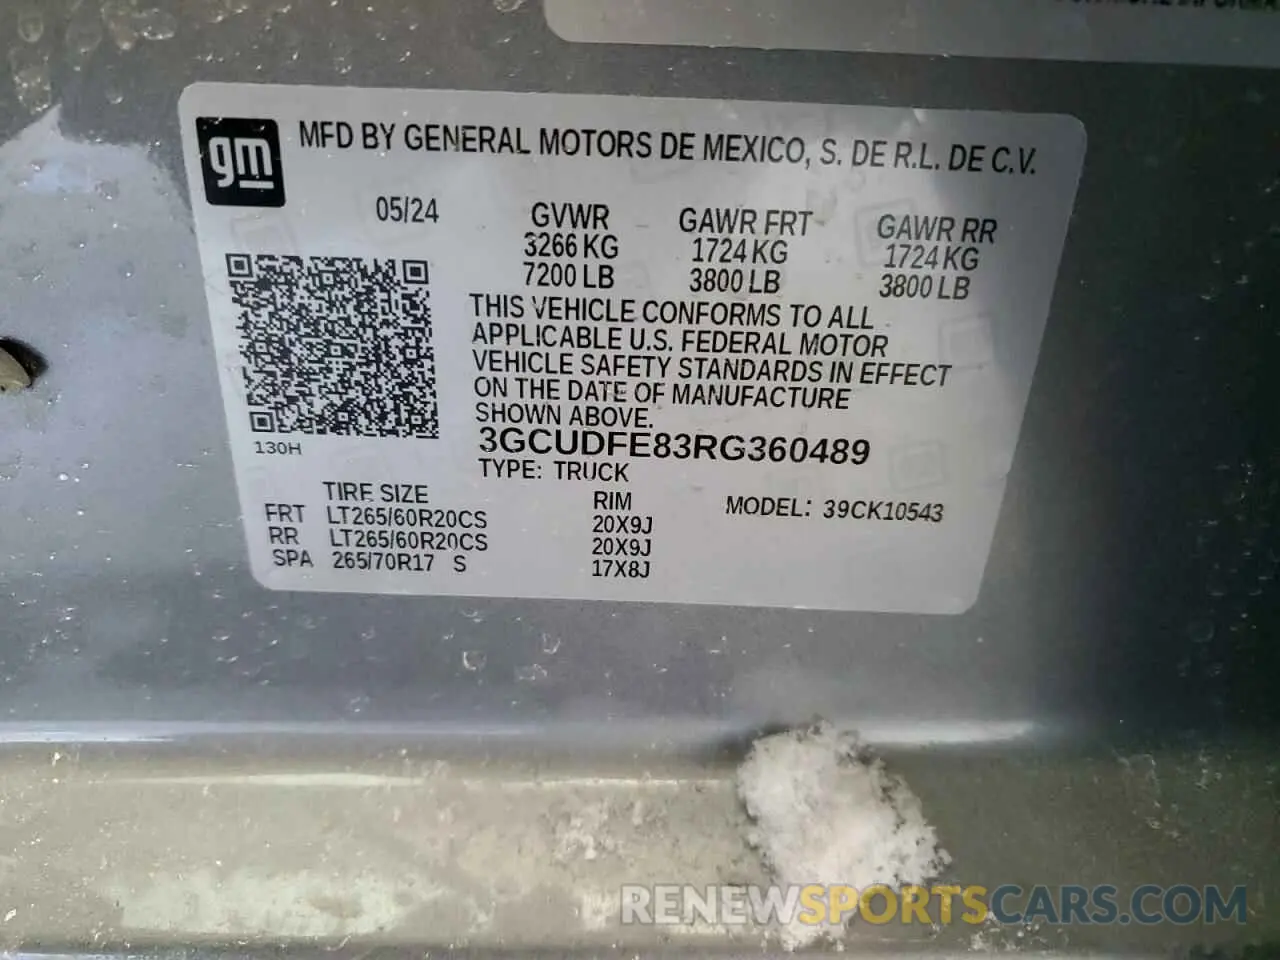 gm
MFD BY GENERAL MOTORS DE MEXICO, S. DE R.L. DE C.V.
05/24
GVWR GAWR FRT GAWR RR
3266 KG 1724 KG 1724 KG
7200 LB 3800 LB 3800 LB
THIS VEHICLE CONFORMS TO ALL
APPLICABLE U.S. FEDERAL MOTOR
VEHICLE SAFETY STANDARDS IN EFFECT
ON THE DATE OF MANUFACTURE
SHOWN ABOVE.
130H
3GCUDFE83RG360489
TYPE: TRUCK
TIRE SIZE RIM MODEL: 39CK10543
FRT LT265/60R20CS 20X9J
RR LT265/60R20CS 20X9J
SPA 265/70R17 S 17X8J
RENEWSPORTSCARS.COM